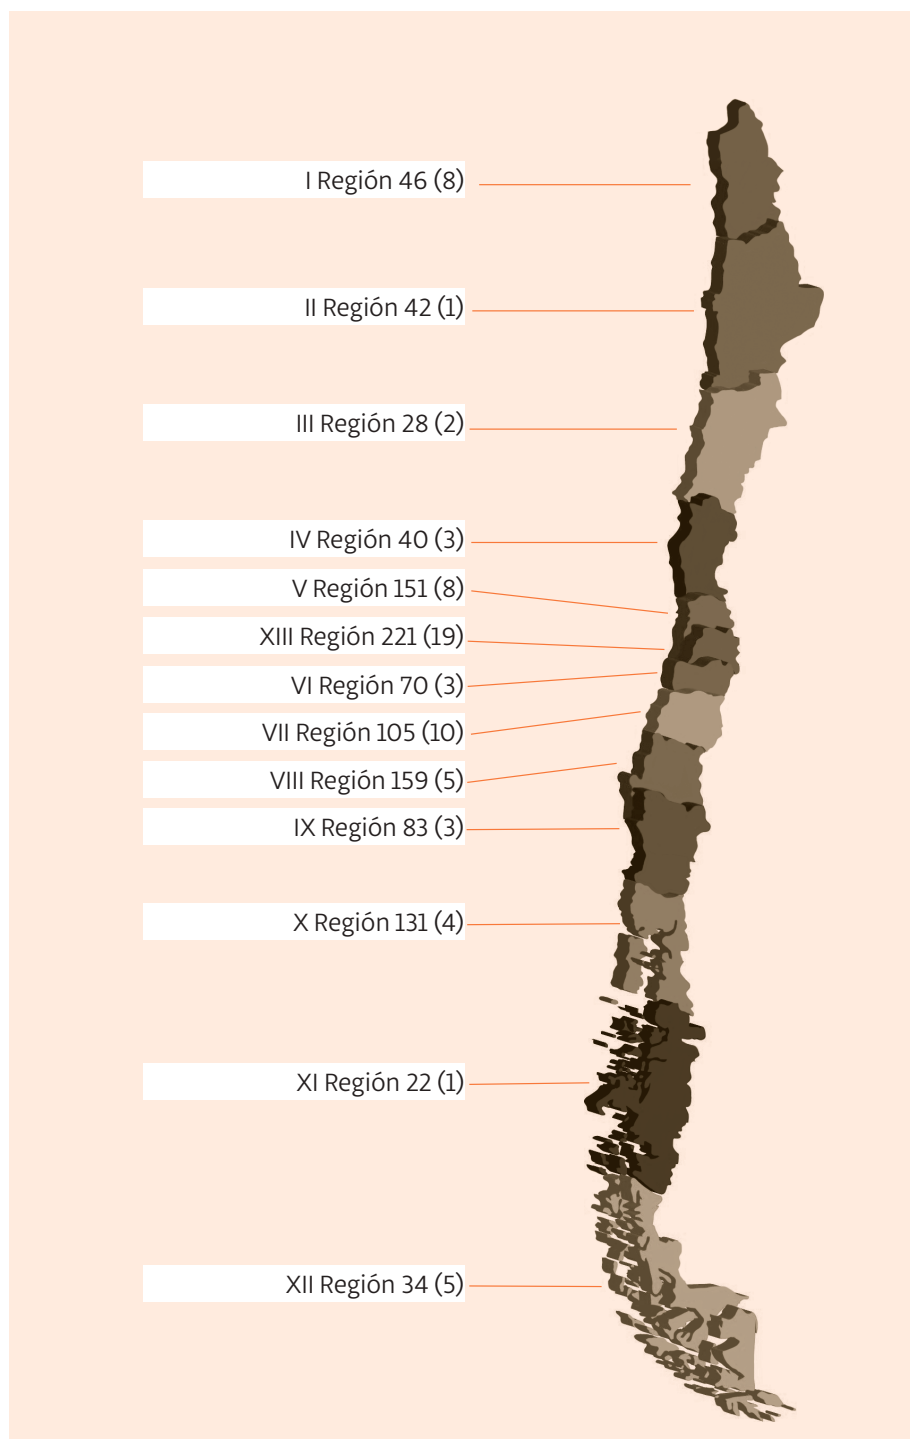 I Región 46 (8)
II Región 42 (1)
III Región 28 (2)
IV Región 40 (3)
V Región 151 (8)
XIII Región 221 (19)
VI Región 70 (3)
VII Región 105 (10)
VIII Región 159 (5)
IX Región 83 (3)
X Región 131 (4)
XI Región 22 (1)
XII Región 34 (5)